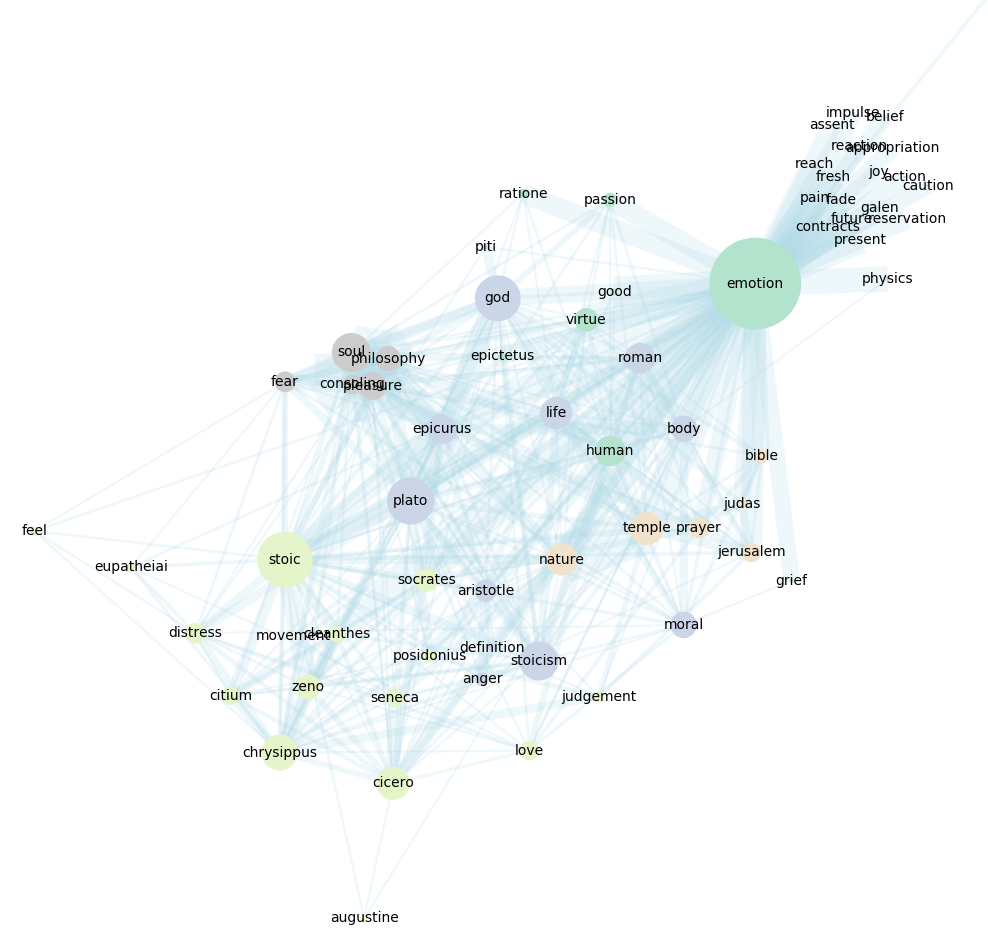 impulse
belief
assent
reaction
appropriation
reach
joy
fresh
action
caution
pain
fade
galen
future
reservation
contracts
present
ratione
passion
piti
physics
emotion
god
good
virtue
soul
philosophy
epictetus
roman
fear
consoling
pleasure
life
epicurus
body
human
bible
plato
judas
temple
prayer
feel
jerusalem
stoic
nature
eupatheiai
socrates
grief
aristotle
distress
movement
cleanthes
moral
definition
posidonius
stoicism
anger
zeno
citium
seneca
judgement
chrysippus
love
cicero
augustine